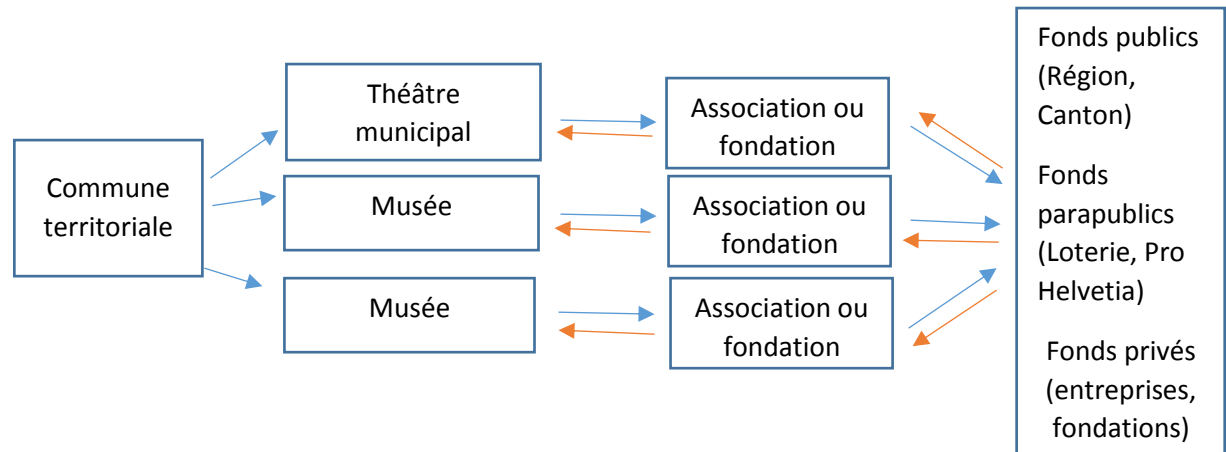 Commune
territoriale
Théâtre
municipal
Musée
Musée
Association ou
fondation
Association ou
fondation
Association ou
fondation
Fonds publics
(Région,
Canton)
Fonds
parapublics
(Loterie, Pro
Helvetia)
Fonds privés
(entreprises,
fondations)